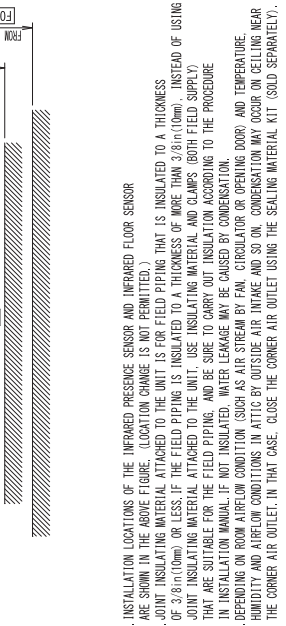 FO
FROM
. INSTALLATION LOCATIONS OF THE INFRARED PRESENCE SENSOR AND INFRARED FLOOR SENSOR
ARE SHOWN IN THE ABOVE FIGURE. (LOCATION CHANGE IS NOT PERMITTED.)
. JOINT INSULATING MATERIAL ATTACHED TO THE UNIT IS FOR FIELD PIPING THAT IS INSULATED TO A THICKNESS
OF 3/8in(10mm) OR LESS.IF THE FIELD PIPING IS INSULATED TO A THICKNESS OF MORE THAN 3/8in(10mm), INSTEAD OF USING
JOINT INSULATING MATERIAL ATTACHED TO THE UNIT, USE INSULATING MATERIAL AND CLAMPS (BOTH FIELD SUPPLY)
THAT ARE SUITABLE FOR THE FIELD PIPING, AND BE SURE TO CARRY OUT INSULATION ACCORDING TO THE PROCEDURE
IN INSTALLATION MANUAL.IF NOT INSULATED, WATER LEAKAGE MAY BE CAUSED BY CONDENSATION.
. DEPENDING ON ROOM AIRFLOW CONDITION (SUCH AS AIR STREAM BY FAN, CIRCULATOR OR OPENING DOOR) AND TEMPERATURE,
HUMIDITY AND AIRFLOW CONDITIONS IN ATTIC BY OUTSIDE AIR INTAKE AND SO ON, CONDENSATION MAY OCCUR ON CEILING NEAR
THE CORNER AIR OUTLET.IN THAT CASE, CLOSE THE CORNER AIR OUTLET USING THE SEALING MATERIAL KIT (SOLD SEPARATELY).